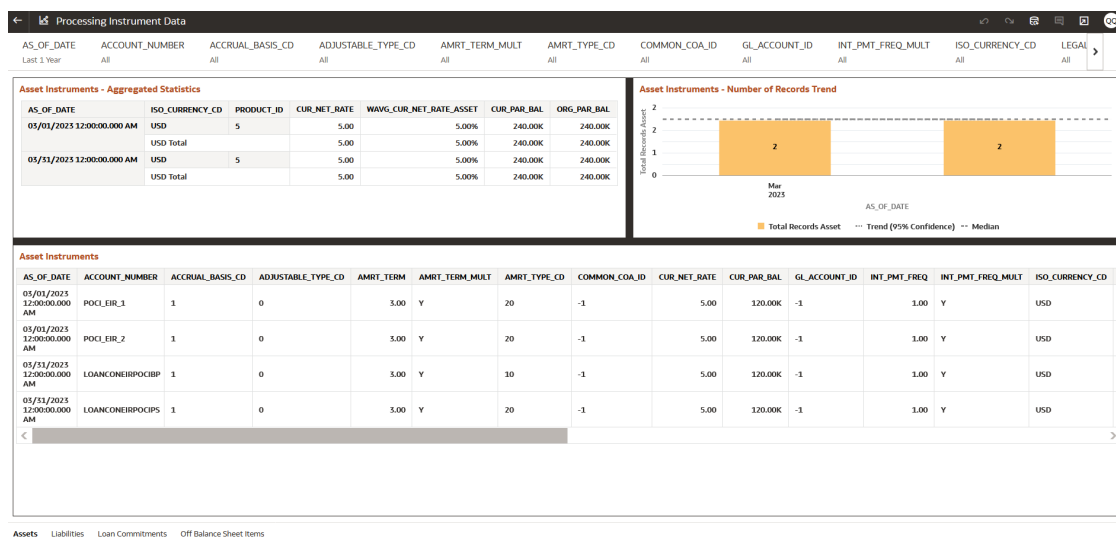 Processing Instrument Data
AS_OF_DATE ACCOUNT_NUMBER ACCRUAL_BASIS_CD ADJUSTABLE_TYPE_CD AMRT_TERM_MULT AMRT_TYPE_CD COMMON_COA_ID GL_ACCOUNT_ID INT_PMT_FREQ_MULT ISO_CURRENCY_CD LEGAL
Last 1 Year All All All All All All All All All All
Asset Instruments - Aggregated Statistics
AS_OF_DATE ISO_CURRENCY_CD PRODUCT_ID CUR_NET_RATE WAVG_CUR_NET_RATE_ASSET CUR_PAR_BAL ORG_PAR_BAL
03/01/2023 12:00:00.000 AM USD 5 5.00 5.00% 240.00K 240.00K
USD Total 5.00 5.00% 240.00K 240.00K
03/31/2023 12:00:00.000 AM USD 5 5.00 5.00% 240.00K 240.00K
USD Total 5.00 5.00% 240.00K 240.00K
Asset Instruments - Number of Records Trend
Total Records Asset
2
2
1
0
2 2
Mar
2023
AS_OF_DATE
Total Records Asset Trend (95% Confidence) Median
Asset Instruments
AS_OF_DATE ACCOUNT_NUMBER ACCRUAL_BASIS_CD ADJUSTABLE_TYPE_CD AMRT_TERM AMRT_TERM_MULT AMRT_TYPE_CD COMMON_COA_ID CUR_NET_RATE CUR_PAR_BAL GL_ACCOUNT_ID INT_PMT_FREQ INT_PMT_FREQ_MULT ISO_CURRENCY_CD
03/01/2023
12:00:00.000 POCI_EIR_1 1 0 3.00 Y 20 -1 5.00 120.00K -1 1.00 Y USD
AM
03/01/2023
12:00:00.000 POCI_EIR_2 1 0 3.00 Y 20 -1 5.00 120.00K -1 1.00 Y USD
AM
03/31/2023
12:00:00.000 LOANCONEIRPOCIBP 1 0 3.00 Y 10 -1 5.00 120.00K -1 1.00 Y USD
AM
03/31/2023
12:00:00.000 LOANCONEIRPOCIPS 1 0 3.00 Y 20 -1 5.00 120.00K -1 1.00 Y USD
AM
Assets Liabilities Loan Commitments Off Balance Sheet Items